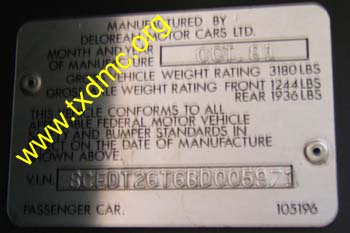 MANUFACTURED BY
DELOREAN MOTOR CARS LTD.
MONTH AND YEAR
OF MANUFACTURE OCT. 81
GROSS VEHICLE WEIGHT RATING 3180 LBS
GROSS AXLE WEIGHT RATING FRONT 1244 LBS
REAR 1936 LBS
THIS VEHICLE CONFORMS TO ALL
APPLICABLE FEDERAL MOTOR VEHICLE
SAFETY AND BUMPER STANDARDS IN
EFFECT ON THE DATE OF MANUFACTURE
SHOWN ABOVE.
V.I.N. SCEDT26T6BD005971
PASSENGER CAR. 105196
www.txdmc.org